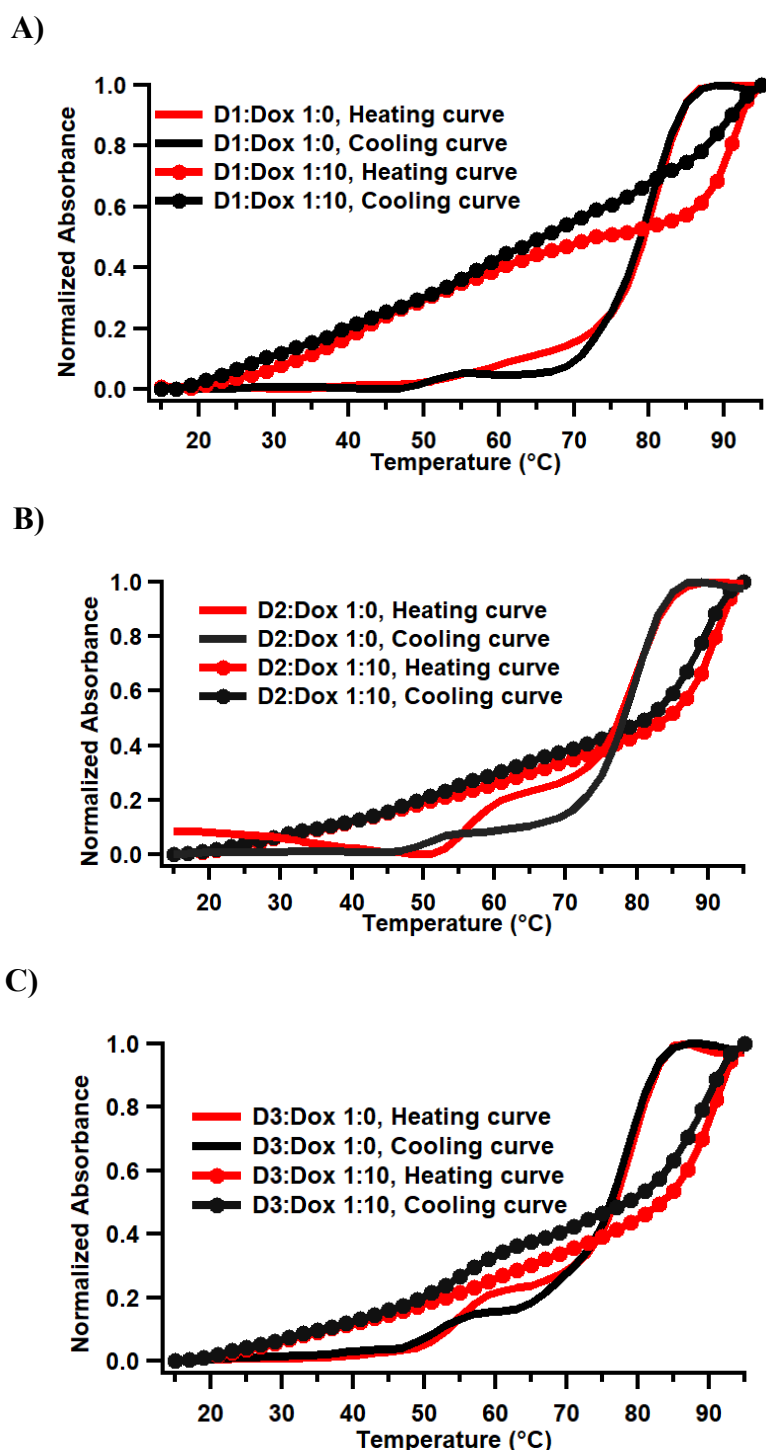 A)
1.0
0.8
0.6
0.4
0.2
0.0
Normalized Absorbance
D1:Dox 1:0, Heating curve
D1:Dox 1:0, Cooling curve
D1:Dox 1:10, Heating curve
D1:Dox 1:10, Cooling curve
20 30 40 50 60 70 80 90
Temperature (°C)
B)
1.0
0.8
0.6
0.4
0.2
0.0
Normalized Absorbance
D2:Dox 1:0, Heating curve
D2:Dox 1:0, Cooling curve
D2:Dox 1:10, Heating curve
D2:Dox 1:10, Cooling curve
20 30 40 50 60 70 80 90
Temperature (°C)
C)
1.0
0.8
0.6
0.4
0.2
0.0
Normalized Absorbance
D3:Dox 1:0, Heating curve
D3:Dox 1:0, Cooling curve
D3:Dox 1:10, Heating curve
D3:Dox 1:10, Cooling curve
20 30 40 50 60 70 80 90
Temperature (°C)